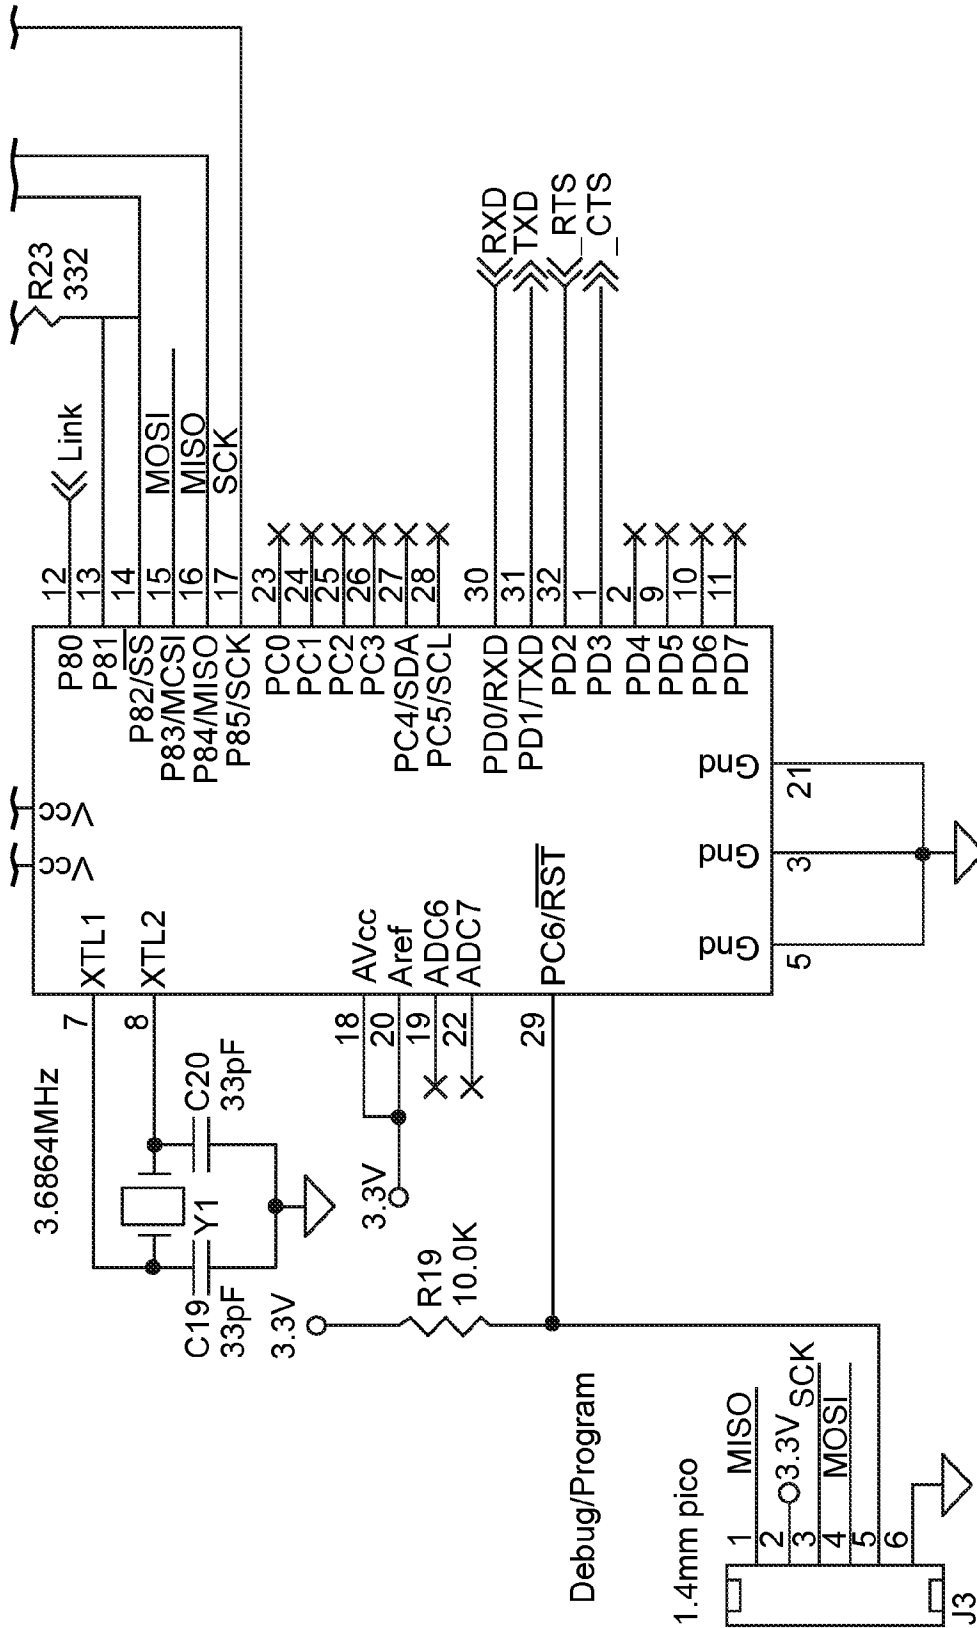 R23
332
Link
12
13
14
15
16
17
MOSI
MISO
SCK
23
24
25
26
27
28
30
31
32
1
2
9
10
11
RXD
TXD
_RTS
_CTS
P80
P81
P82/SS
P83/MCSI
P84/MISO
P85/SCK
PC0
PC1
PC2
PC3
PC4/SDA
PC5/SCL
PD0/RXD
PD1/TXD
PD2
PD3
PD4
PD5
PD6
PD7
Vcc
Vcc
Gnd
Gnd
Gnd
21
3
5
XTL1
XTL2
AVcc
Aref
ADC6
ADC7
PC6/RST
7
8
18
20
19
22
29
3.6864MHz
C20
33pF
Y1
C19
33pF
3.3V
3.3V
R19
10.0K
Debug/Program
1.4mm pico
MISO
3.3V
SCK
MOSI
1
2
3
4
5
6
J3